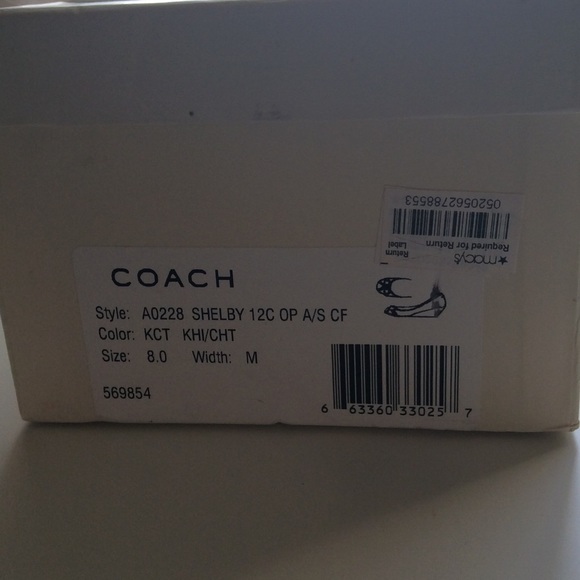 05205562788553
Required for Return
Return
Label
★macy's
COACH
Style: A0228 SHELBY 12C OP A/S CF
Color: KCT KHI/CHT
Size: 8.0 Width: M
569854
6 63360 33025 7